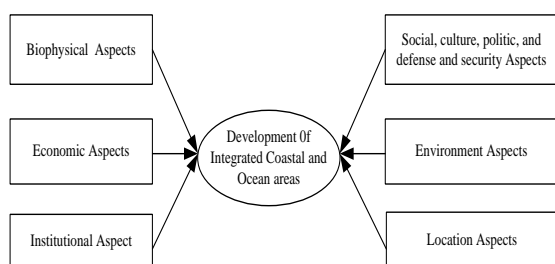 Biophysical Aspects
Social, culture, politic, and
defense and security Aspects
Economic Aspects
Development 0f
Integrated Coastal and
Ocean areas
Environment Aspects
Institutional Aspect
Location Aspects